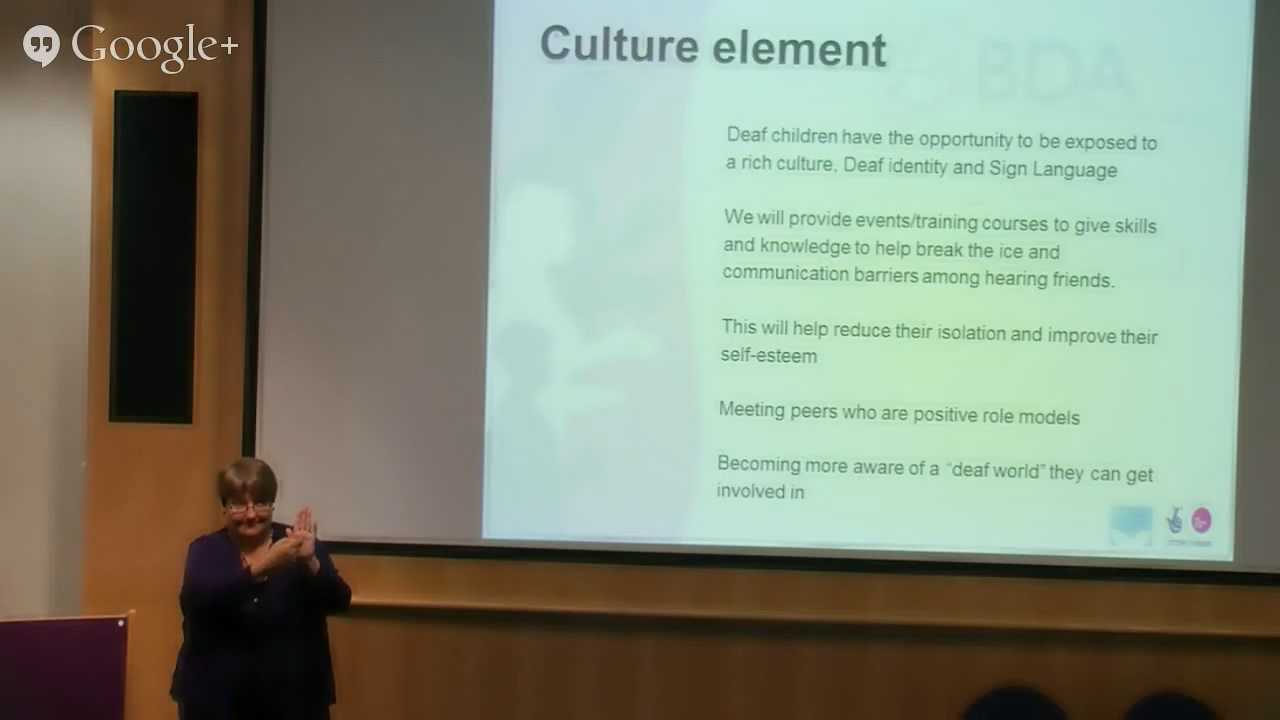 Google+
Culture element
BDA
Deaf children have the opportunity to be exposed to
a rich culture, Deaf identity and Sign Language
We will provide events/training courses to give skills
and knowledge to help break the ice and
communication barriers among hearing friends.
This will help reduce their isolation and improve their
self-esteem
Meeting peers who are positive role models
Becoming more aware of a “deaf world” they can get
involved in